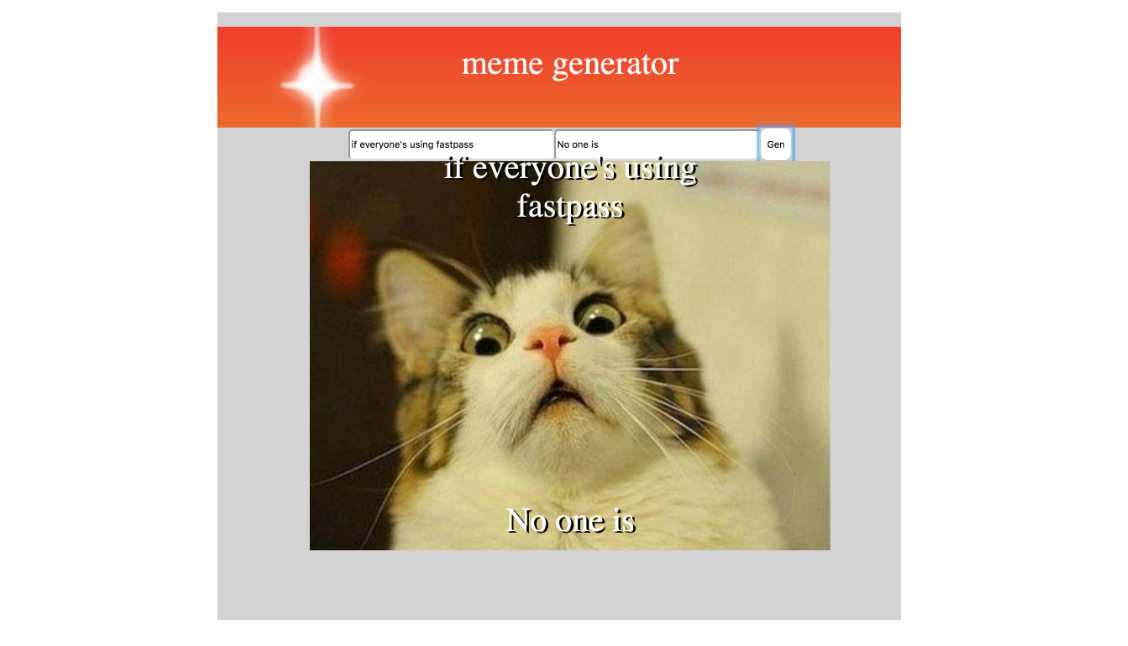 meme generator
if everyone's using fastpass No one is Gen
if everyone's using
fastpass
No one is